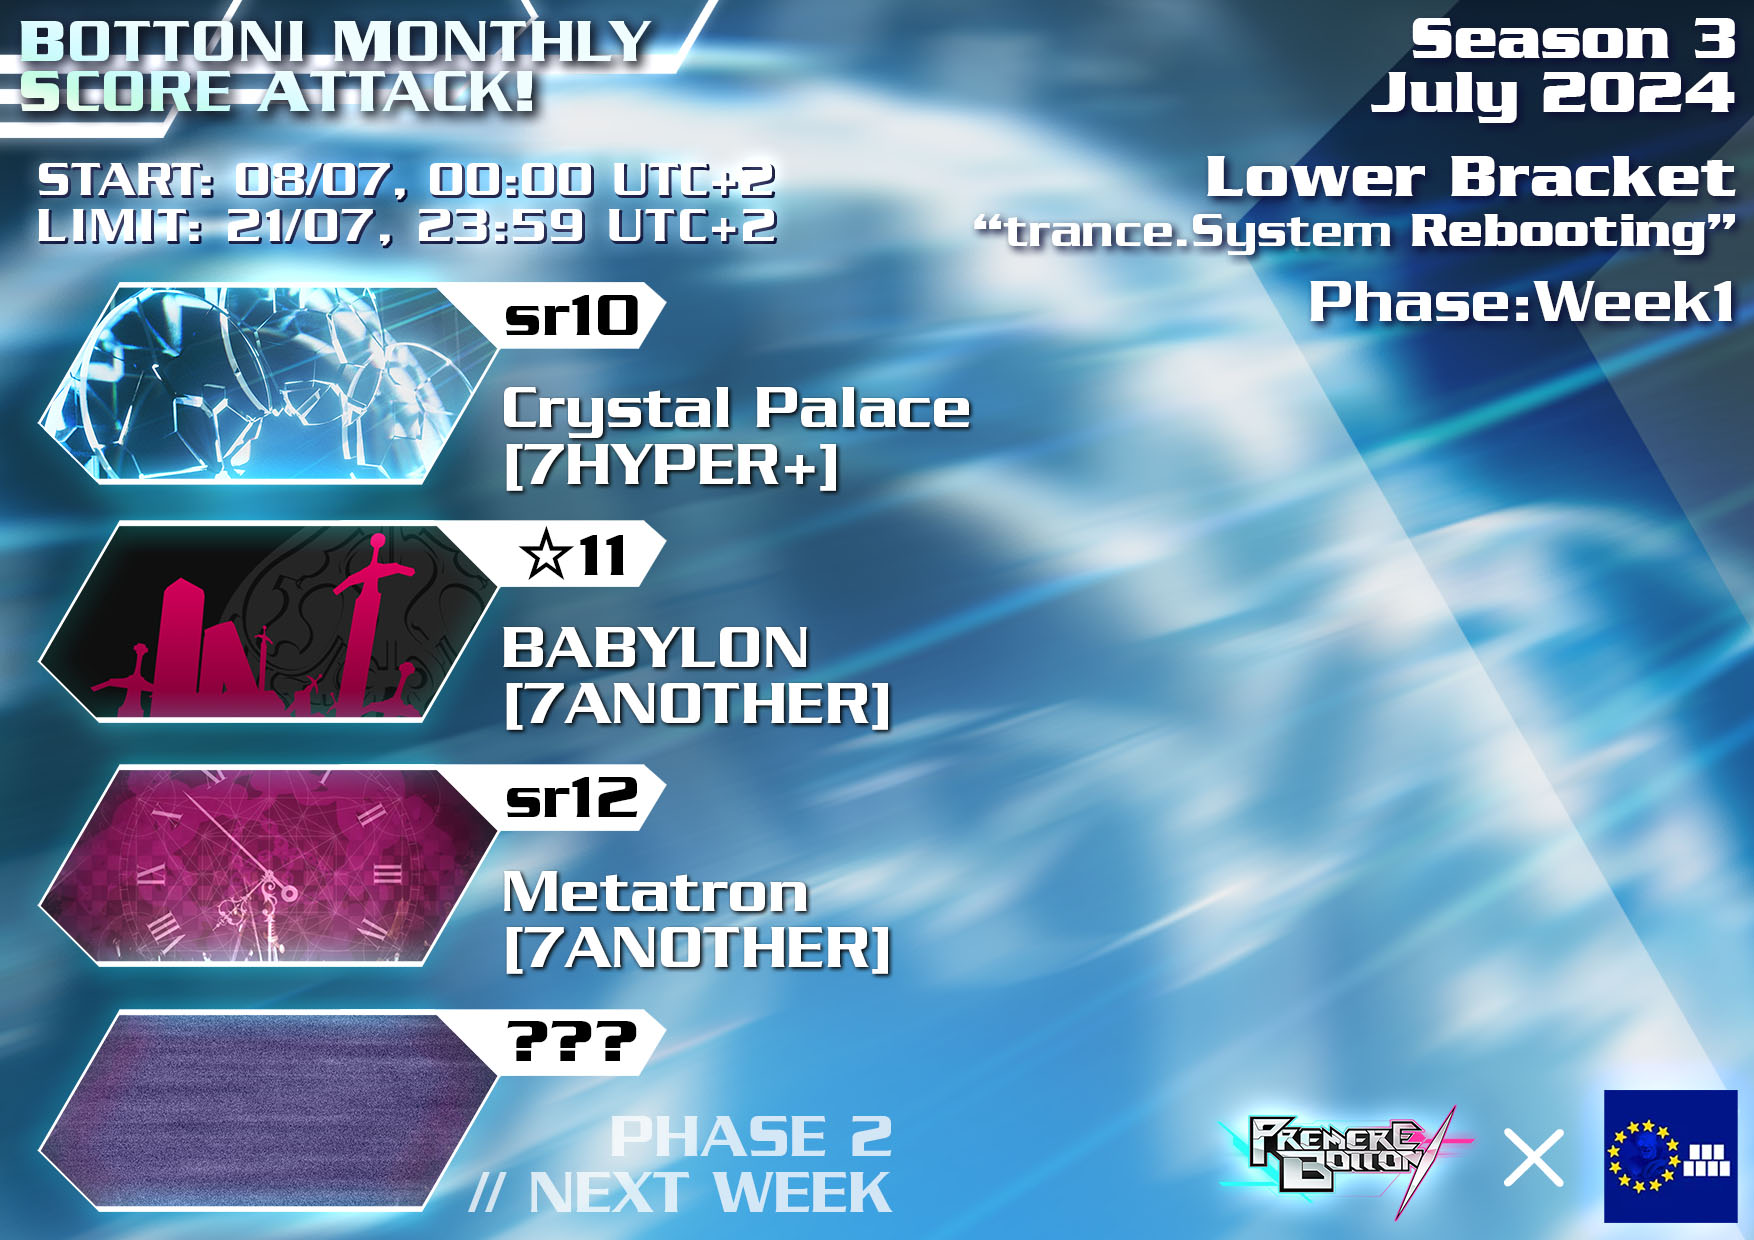 BOTTONI MONTHLY
SCORE ATTACK!
Season 3
July 2024
START: 08/07, 00:00 UTC+2
LIMIT: 21/07, 23:59 UTC+2
Lower Bracket
“trance.System Rebooting”
Phase:Week1
sr10
Crystal Palace
[7HYPER+]
☆11
BABYLON
[7ANOTHER]
sr12
Metatron
[7ANOTHER]
???
PHASE 2
// NEXT WEEK
PREMERE
BOTTONI